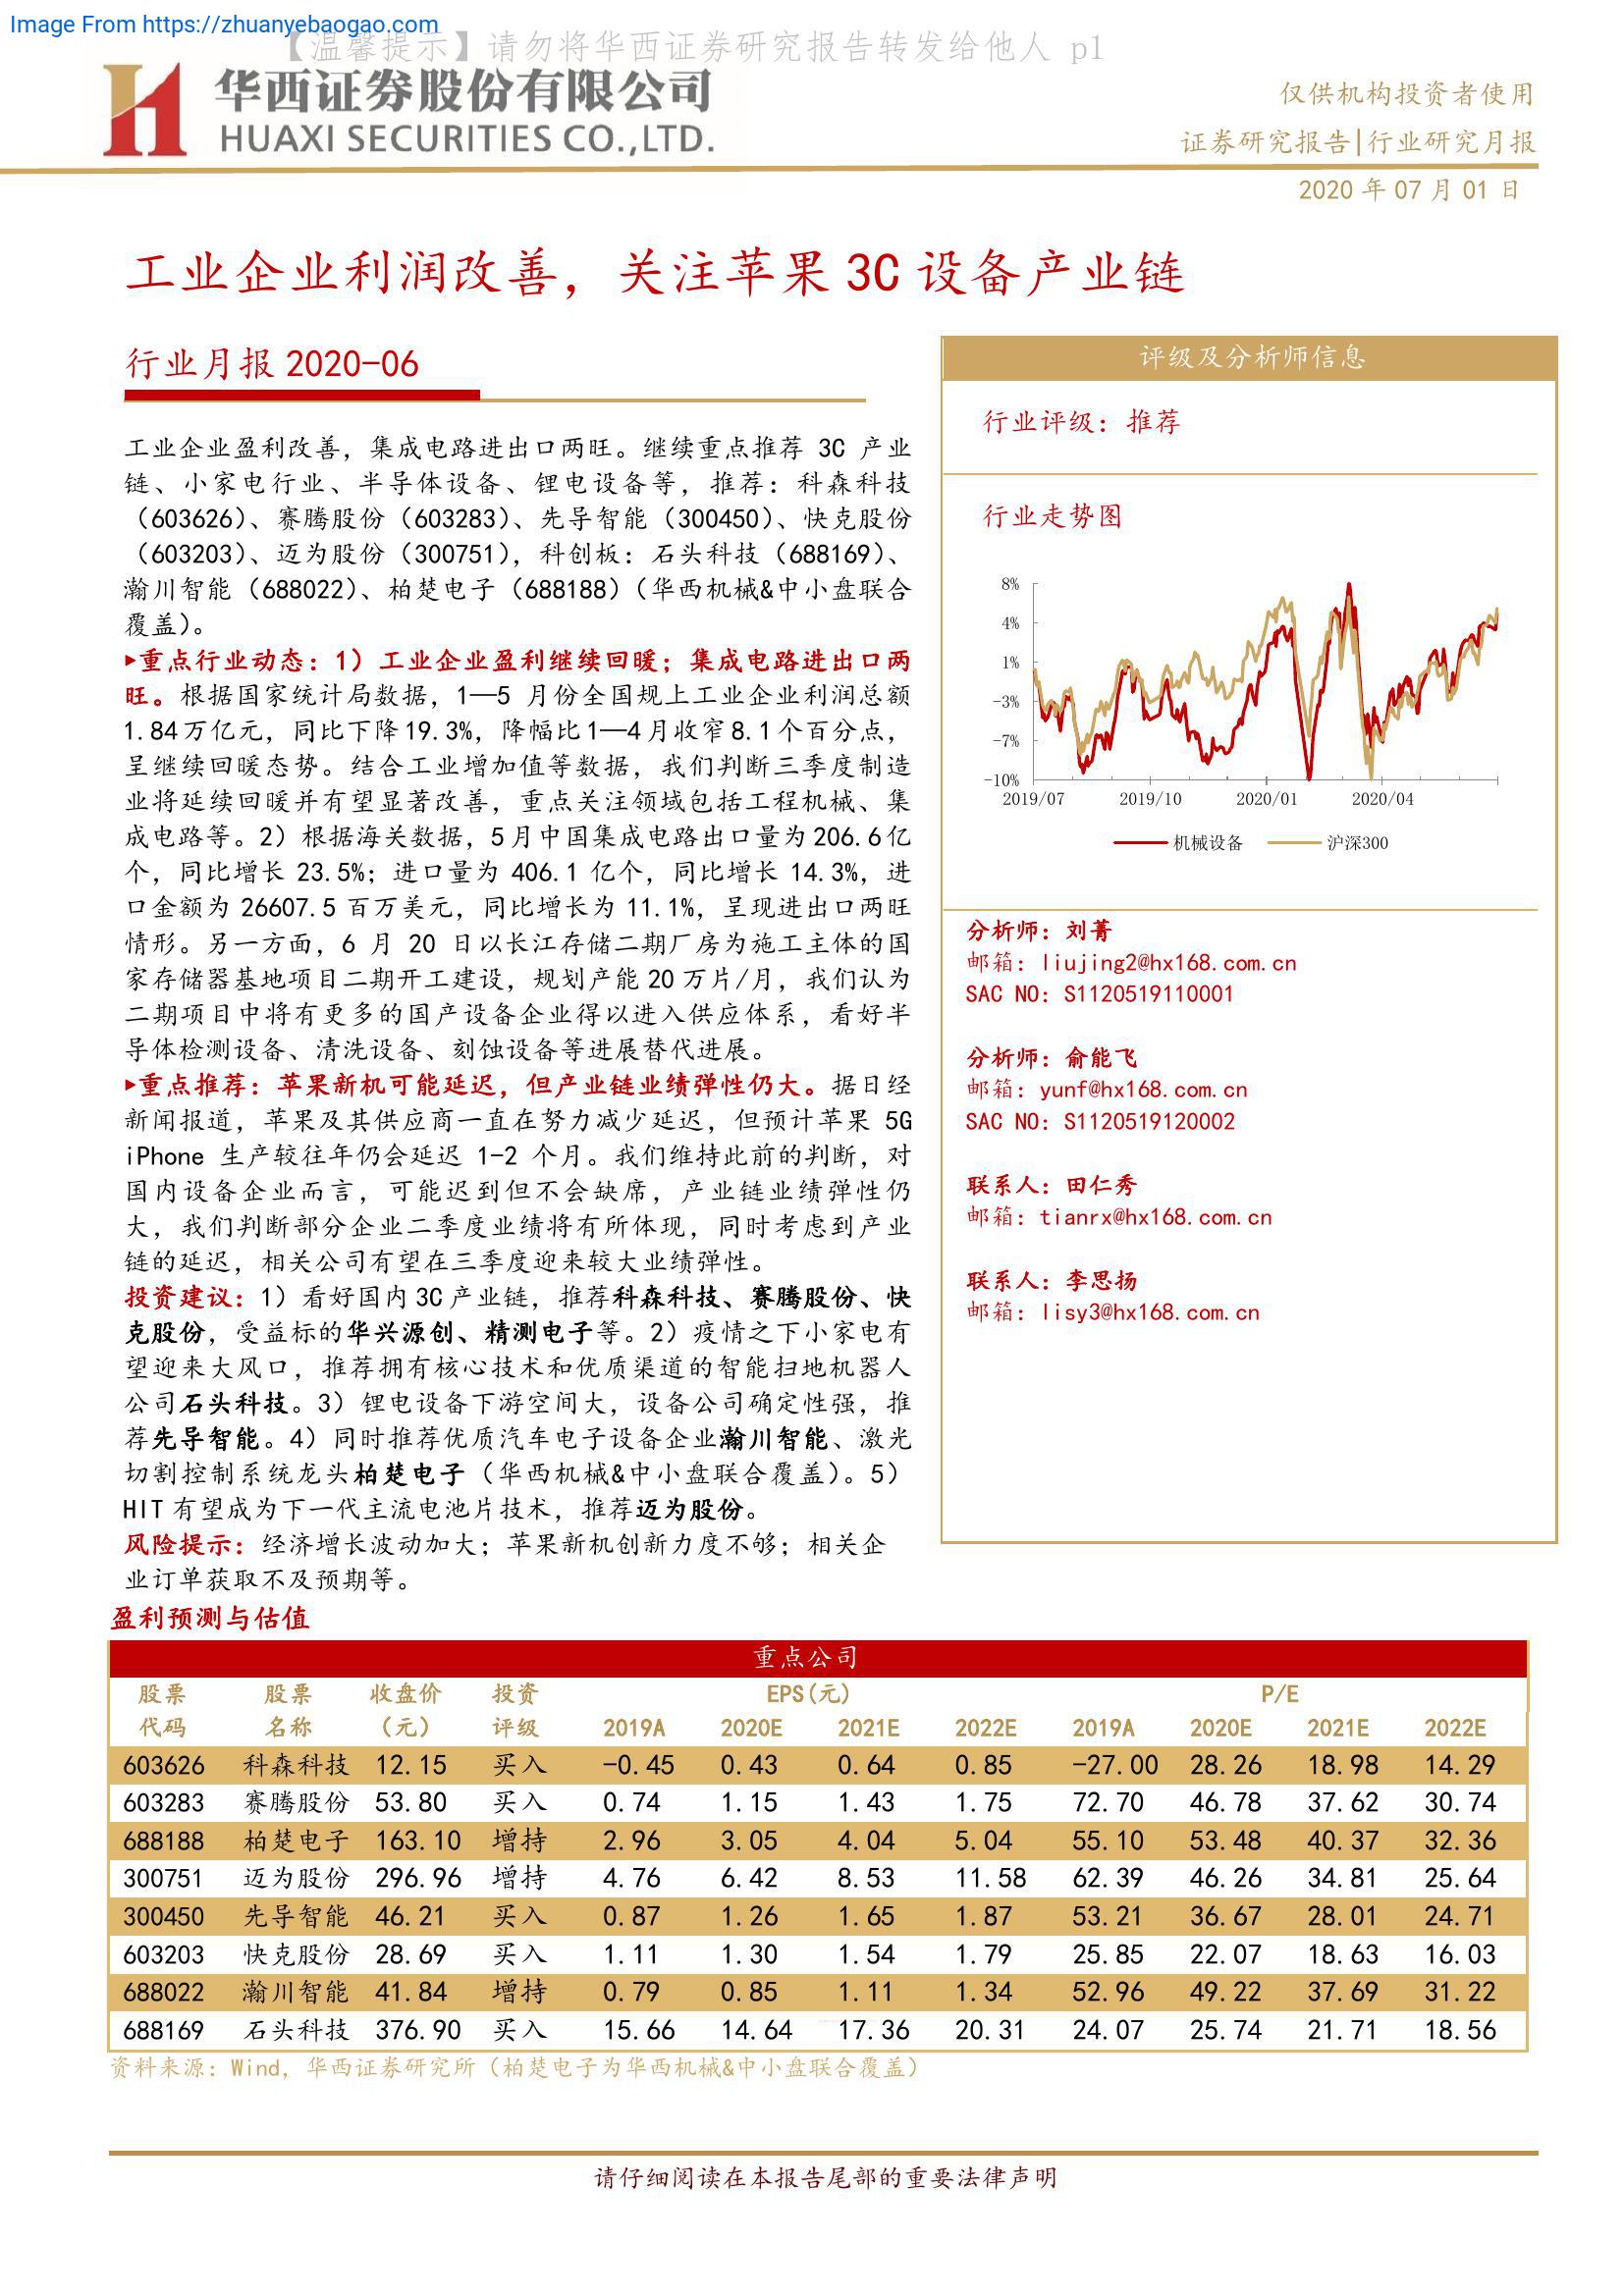 Image From https://zhuanyebaogao.com
【温馨提示】请勿将华西证券研究报告转发给他人 p1
华西证券股份有限公司
HUAXI SECURITIES CO.,LTD.
仅供机构投资者使用
证券研究报告|行业研究月报
2020 年 07 月 01 日
工业企业利润改善，关注苹果 3C 设备产业链
行业月报 2020-06
工业企业盈利改善，集成电路进出口两旺。继续重点推荐 3C 产业
链、小家电行业、半导体设备、锂电设备等，推荐：科森科技
（603626）、赛腾股份（603283）、先导智能（300450）、快克股份
（603203）、迈为股份（300751），科创板：石头科技（688169）、
瀚川智能（688022）、柏楚电子（688188）（华西机械&中小盘联合
覆盖）。
▶重点行业动态：1）工业企业盈利继续回暖；集成电路进出口两
旺。根据国家统计局数据，1—5 月份全国规上工业企业利润总额
1.84万亿元，同比下降19.3%，降幅比1—4月收窄8.1个百分点，
呈继续回暖态势。结合工业增加值等数据，我们判断三季度制造
业将延续回暖并有望显著改善，重点关注领域包括工程机械、集
成电路等。2）根据海关数据，5月中国集成电路出口量为206.6亿
个，同比增长 23.5%；进口量为 406.1 亿个，同比增长 14.3%，进
口金额为 26607.5 百万美元，同比增长为 11.1%，呈现进出口两旺
情形。另一方面，6 月 20 日以长江存储二期厂房为施工主体的国
家存储器基地项目二期开工建设，规划产能 20 万片/月，我们认为
二期项目中将有更多的国产设备企业得以进入供应体系，看好半
导体检测设备、清洗设备、刻蚀设备等进展替代进展。
▶重点推荐：苹果新机可能延迟，但产业链业绩弹性仍大。据日经
新闻报道，苹果及其供应商一直在努力减少延迟，但预计苹果 5G
iPhone 生产较往年仍会延迟 1-2 个月。我们维持此前的判断，对
国内设备企业而言，可能迟到但不会缺席，产业链业绩弹性仍
大，我们判断部分企业二季度业绩将有所体现，同时考虑到产业
链的延迟，相关公司有望在三季度迎来较大业绩弹性。
投资建议：1）看好国内3C产业链，推荐科森科技、赛腾股份、快
克股份，受益标的华兴源创、精测电子等。2）疫情之下小家电有
望迎来大风口，推荐拥有核心技术和优质渠道的智能扫地机器人
公司石头科技。3）锂电设备下游空间大，设备公司确定性强，推
荐先导智能。4）同时推荐优质汽车电子设备企业瀚川智能、激光
切割控制系统龙头柏楚电子（华西机械&中小盘联合覆盖）。5）
HIT 有望成为下一代主流电池片技术，推荐迈为股份。
风险提示：经济增长波动加大；苹果新机创新力度不够；相关企
业订单获取不及预期等。
评级及分析师信息
行业评级：推荐
行业走势图
8%
4%
1%
-3%
-7%
-10%
2019/07 2019/10 2020/01 2020/04
机械设备 沪深300
分析师：刘菁
邮箱：liujing2@hx168.com.cn
SAC NO：S1120519110001
分析师：俞能飞
邮箱：yunf@hx168.com.cn
SAC NO：S1120519120002
联系人：田仁秀
邮箱：tianrx@hx168.com.cn
联系人：李思扬
邮箱：lisy3@hx168.com.cn
盈利预测与估值
重点公司
股票 股票 收盘价 投资 EPS(元) P/E
代码 名称 （元） 评级 2019A 2020E 2021E 2022E 2019A 2020E 2021E 2022E
603626 科森科技 12.15 买入 -0.45 0.43 0.64 0.85 -27.00 28.26 18.98 14.29
603283 赛腾股份 53.80 买入 0.74 1.15 1.43 1.75 72.70 46.78 37.62 30.74
688188 柏楚电子 163.10 增持 2.96 3.05 4.04 5.04 55.10 53.48 40.37 32.36
300751 迈为股份 296.96 增持 4.76 6.42 8.53 11.58 62.39 46.26 34.81 25.64
300450 先导智能 46.21 买入 0.87 1.26 1.65 1.87 53.21 36.67 28.01 24.71
603203 快克股份 28.69 买入 1.11 1.30 1.54 1.79 25.85 22.07 18.63 16.03
688022 瀚川智能 41.84 增持 0.79 0.85 1.11 1.34 52.96 49.22 37.69 31.22
688169 石头科技 376.90 买入 15.66 14.64 17.36 20.31 24.07 25.74 21.71 18.56
资料来源：Wind，华西证券研究所（柏楚电子为华西机械&中小盘联合覆盖）
请仔细阅读在本报告尾部的重要法律声明